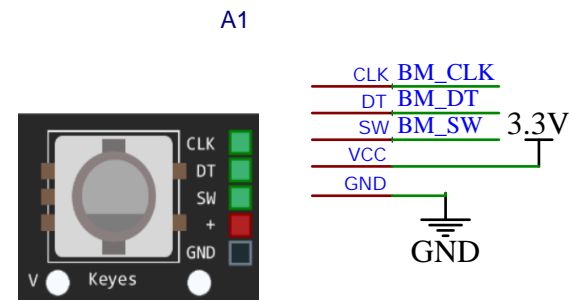 A1
CLK BM_CLK
DT BM_DT
SW BM_SW 3.3V
VCC
GND
GND
CLK
DT
SW
+
GND
V Keyes